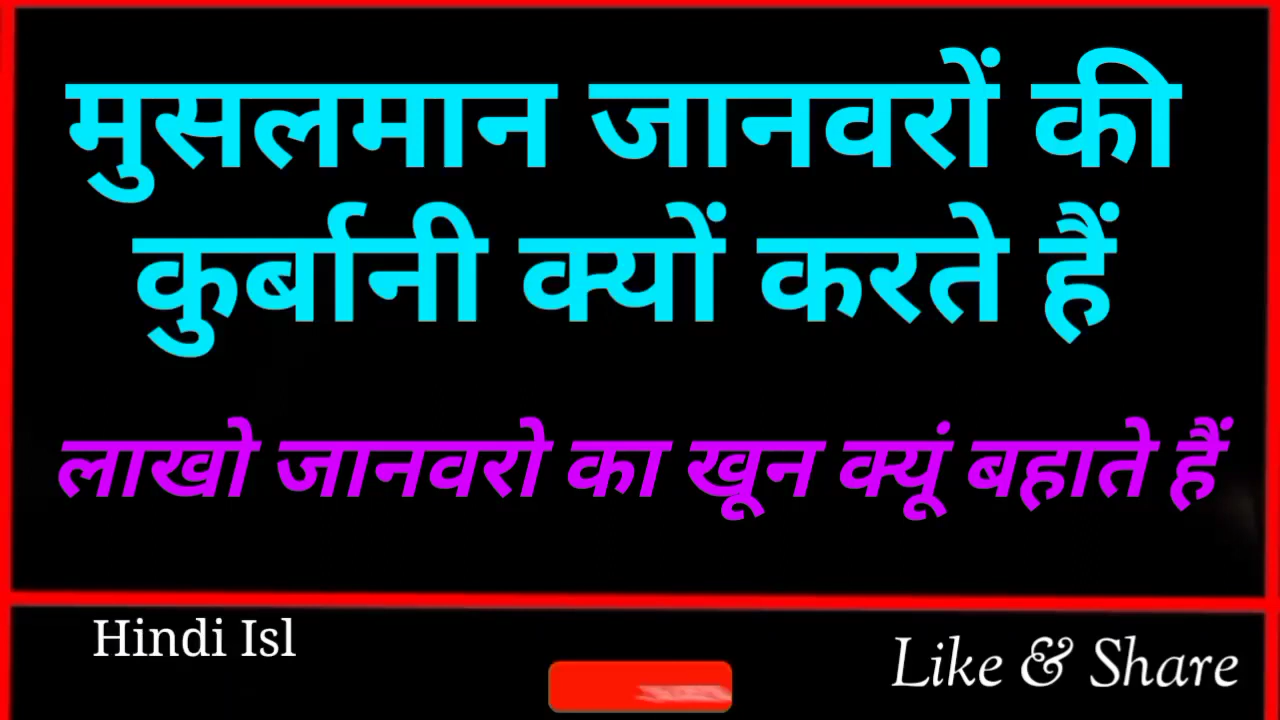 मुसलमान जानवरों की
कुर्बानी क्यों करते हैं
लाखो जानवरो का खून क्यूं बहाते हैं
Hindi Isl
Like & Share